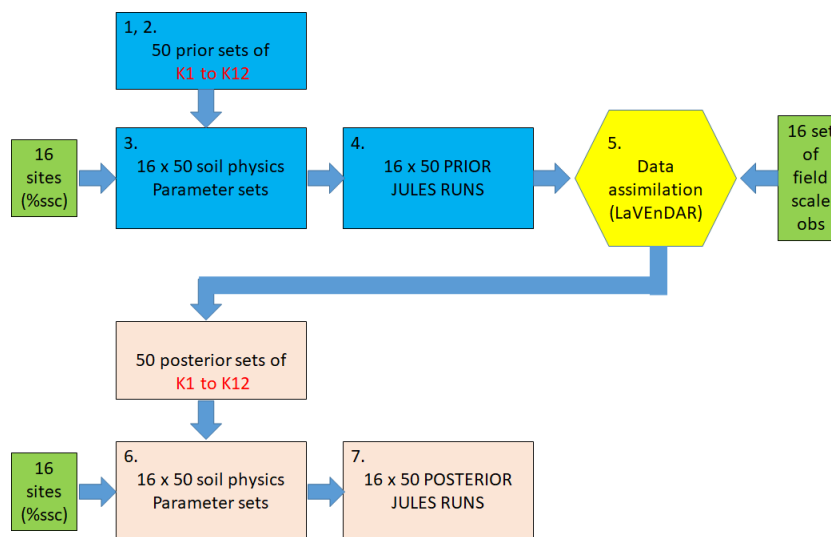 1, 2.
50 prior sets of
K1 to K12
16
sites
(%ssc)
3.
16 x 50 soil physics
Parameter sets
4.
16 x 50 PRIOR
JULES RUNS
5.
Data
assimilation
(LaVEnDAR)
16 set
of
field
scale
obs
50 posterior sets of
K1 to K12
16
sites
(%ssc)
6.
16 x 50 soil physics
Parameter sets
7.
16 x 50 POSTERIOR
JULES RUNS